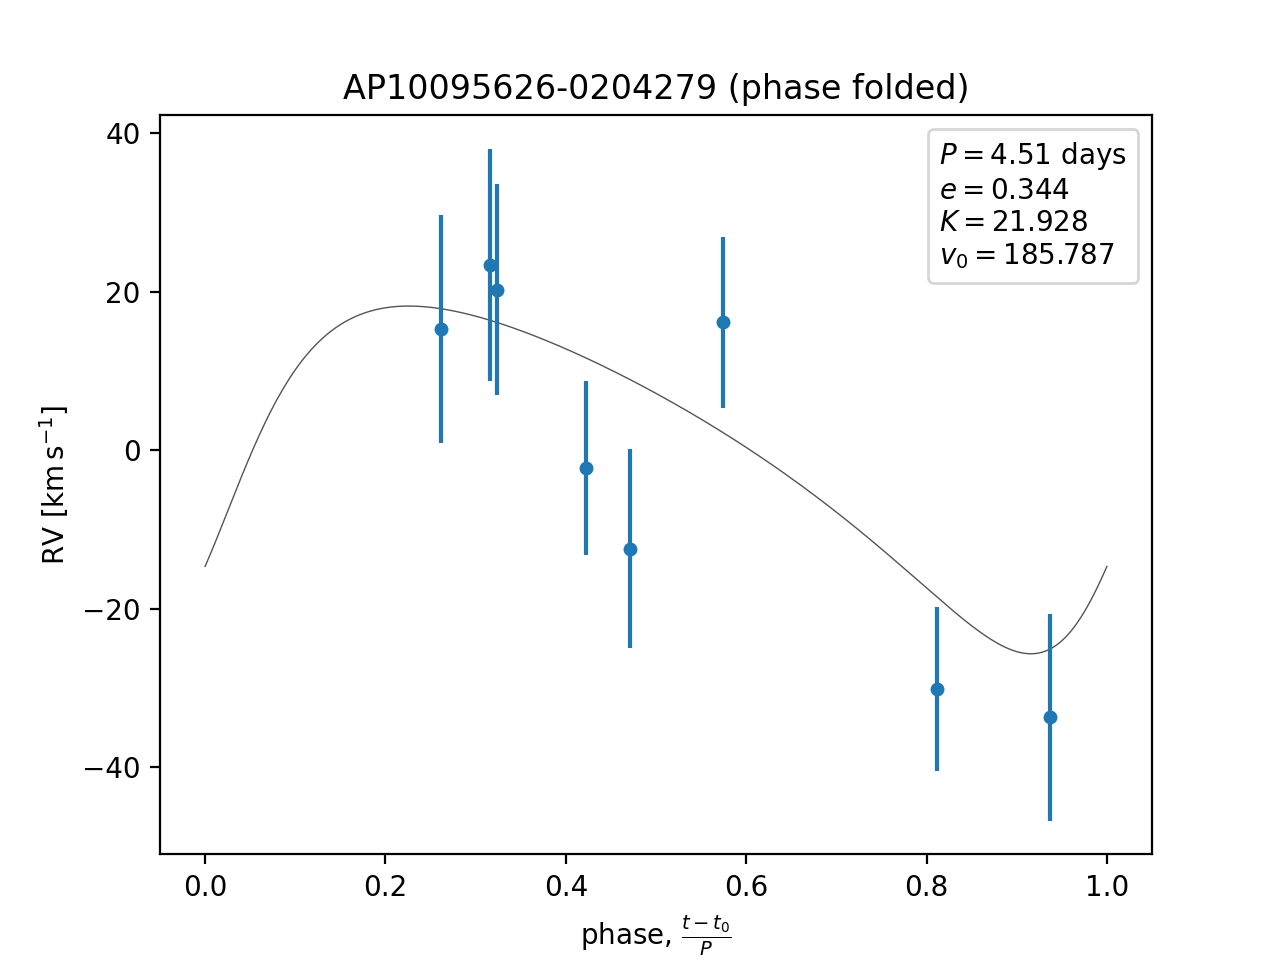 AP10095626-0204279 (phase folded)
P = 4.51 days
e = 0.344
K = 21.928
v₀ = 185.787
RV [km s⁻¹]
40
20
0
−20
−40
0.0 0.2 0.4 0.6 0.8 1.0
phase, (t − t₀)/P